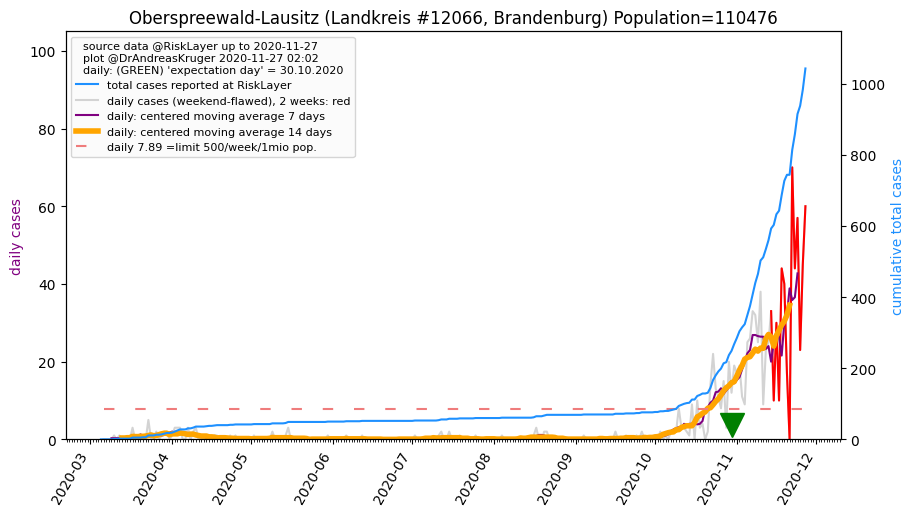 Oberspreewald-Lausitz (Landkreis #12066, Brandenburg) Population=110476
source data @RiskLayer up to 2020-11-27
plot @DrAndreasKruger 2020-11-27 02:02
daily: (GREEN) 'expectation day' = 30.10.2020
total cases reported at RiskLayer
daily cases (weekend-flawed), 2 weeks: red
daily: centered moving average 7 days
daily: centered moving average 14 days
daily 7.89 =limit 500/week/1mio pop.
daily cases
100
80
60
40
20
0
cumulative total cases
1000
800
600
400
200
0
2020-03
2020-04
2020-05
2020-06
2020-07
2020-08
2020-09
2020-10
2020-11
2020-12